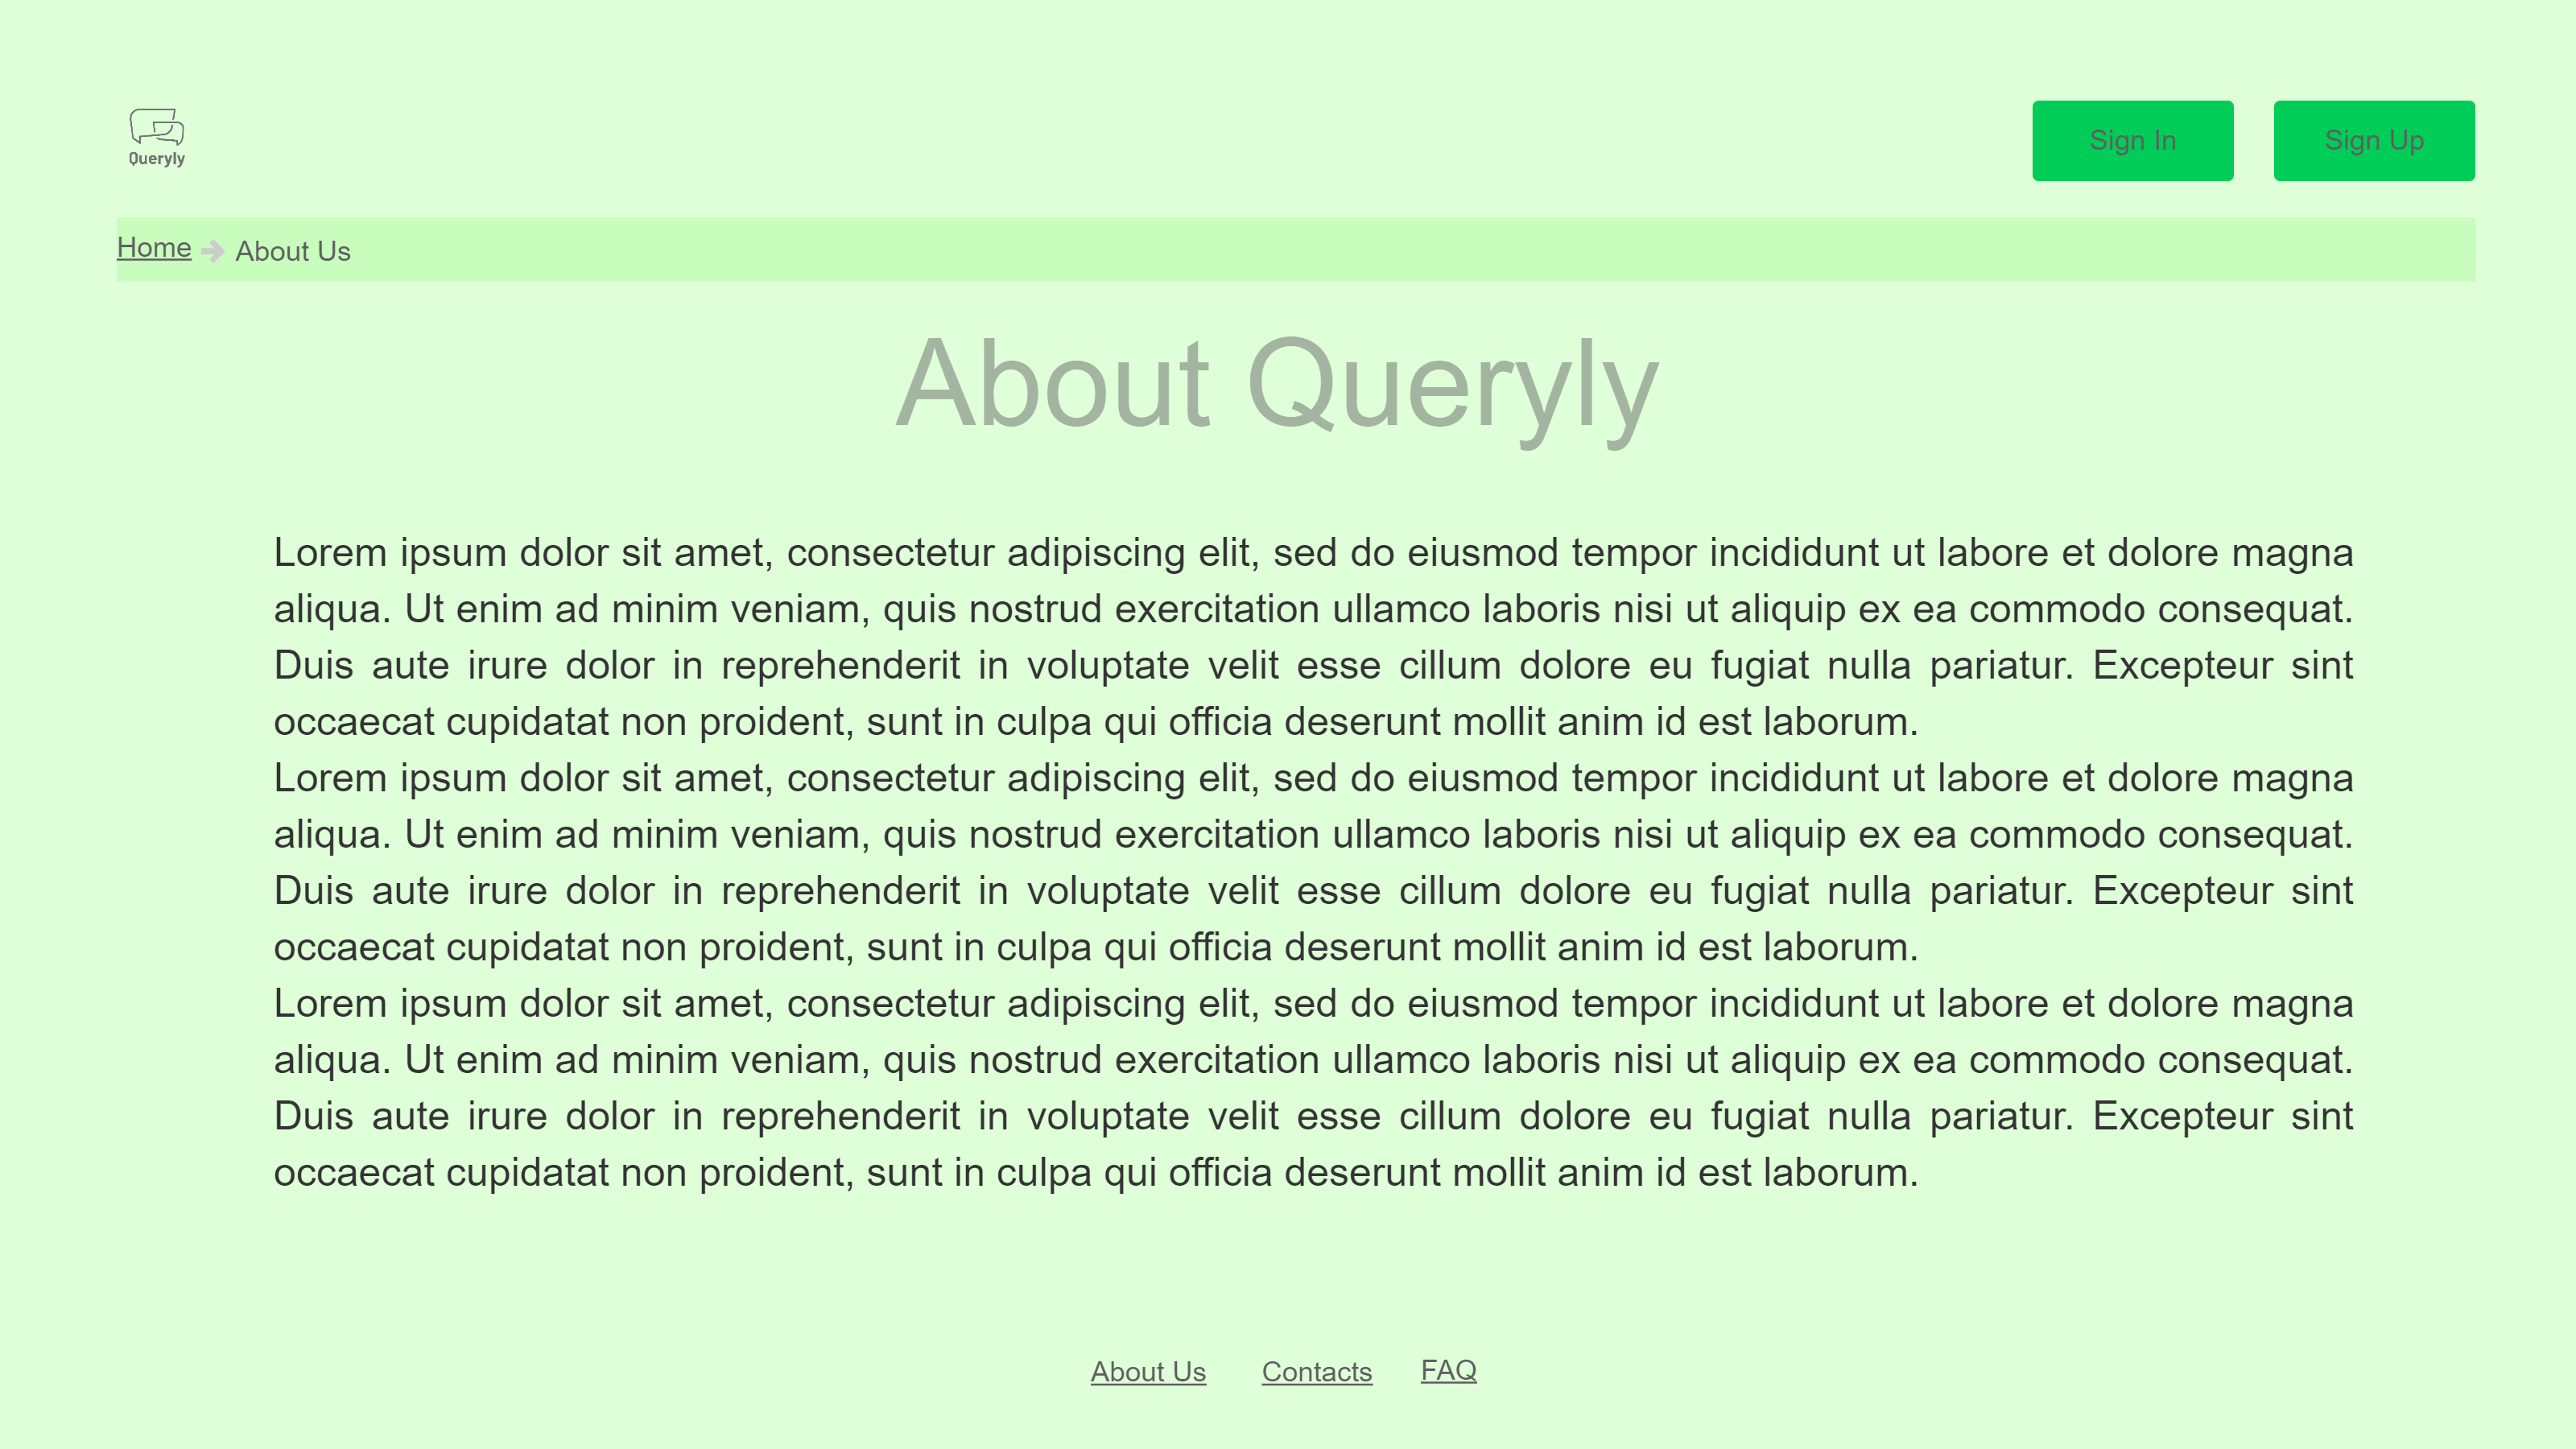 Queryly
Sign In
Sign Up
Home
About Us
About Queryly
Lorem ipsum dolor sit amet, consectetur adipiscing elit, sed do eiusmod tempor incididunt ut labore et dolore magna
aliqua. Ut enim ad minim veniam, quis nostrud exercitation ullamco laboris nisi ut aliquip ex ea commodo consequat.
Duis aute irure dolor in reprehenderit in voluptate velit esse cillum dolore eu fugiat nulla pariatur. Excepteur sint
occaecat cupidatat non proident, sunt in culpa qui officia deserunt mollit anim id est laborum.
Lorem ipsum dolor sit amet, consectetur adipiscing elit, sed do eiusmod tempor incididunt ut labore et dolore magna
aliqua. Ut enim ad minim veniam, quis nostrud exercitation ullamco laboris nisi ut aliquip ex ea commodo consequat.
Duis aute irure dolor in reprehenderit in voluptate velit esse cillum dolore eu fugiat nulla pariatur. Excepteur sint
occaecat cupidatat non proident, sunt in culpa qui officia deserunt mollit anim id est laborum.
Lorem ipsum dolor sit amet, consectetur adipiscing elit, sed do eiusmod tempor incididunt ut labore et dolore magna
aliqua. Ut enim ad minim veniam, quis nostrud exercitation ullamco laboris nisi ut aliquip ex ea commodo consequat.
Duis aute irure dolor in reprehenderit in voluptate velit esse cillum dolore eu fugiat nulla pariatur. Excepteur sint
occaecat cupidatat non proident, sunt in culpa qui officia deserunt mollit anim id est laborum.
About Us
Contacts
FAQ